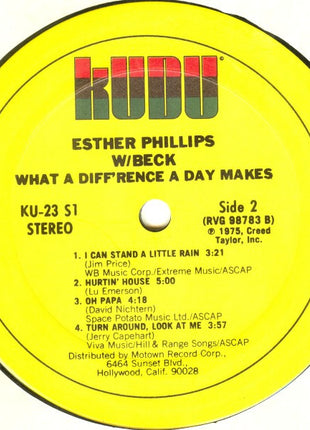 KUDU
ESTHER PHILLIPS
W/BECK
WHAT A DIFF'RENCE A DAY MAKES
KU-23 S1
STEREO
Side 2
(RVG 98783 B)
℗ 1975, Creed
Taylor, Inc.
1. I CAN STAND A LITTLE RAIN 3:21
(Jim Price)
WB Music Corp./Extreme Music/ASCAP
2. HURTIN' HOUSE 5:00
(Lu Emerson)
3. OH PAPA 4:18
(David Nichtern)
Space Potato Music Ltd./ASCAP
4. TURN AROUND, LOOK AT ME 3:57
(Jerry Capehart)
Viva Music/Hill & Range Songs/ASCAP
Distributed by Motown Record Corp.
6464 Sunset Blvd.,
Hollywood, Calif. 90028